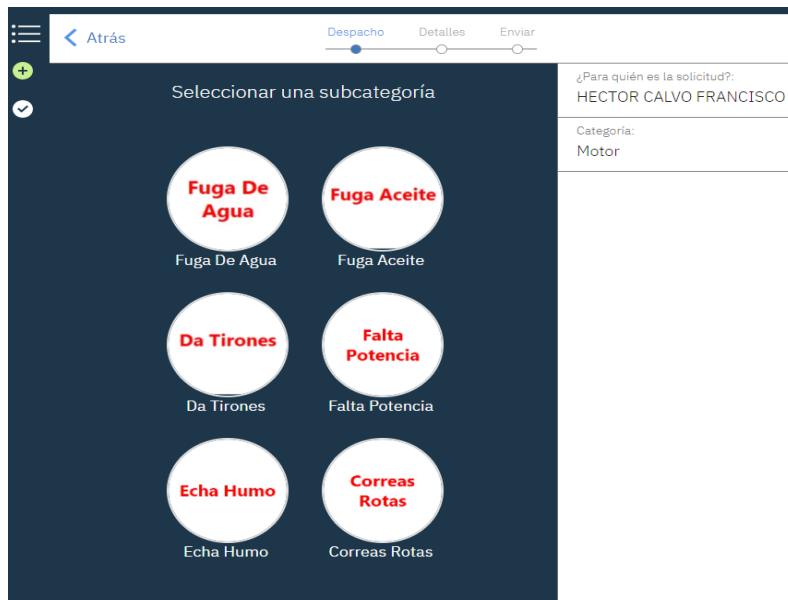 Atrás
Despacho Detalles Enviar
Seleccionar una subcategoría
Fuga De
Agua
Fuga De Agua
Fuga Aceite
Fuga Aceite
Da Tirones
Da Tirones
Falta
Potencia
Falta Potencia
Echa Humo
Echa Humo
Correas
Rotas
Correas Rotas
¿Para quién es la solicitud?:
HECTOR CALVO FRANCISCO
Categoría:
Motor